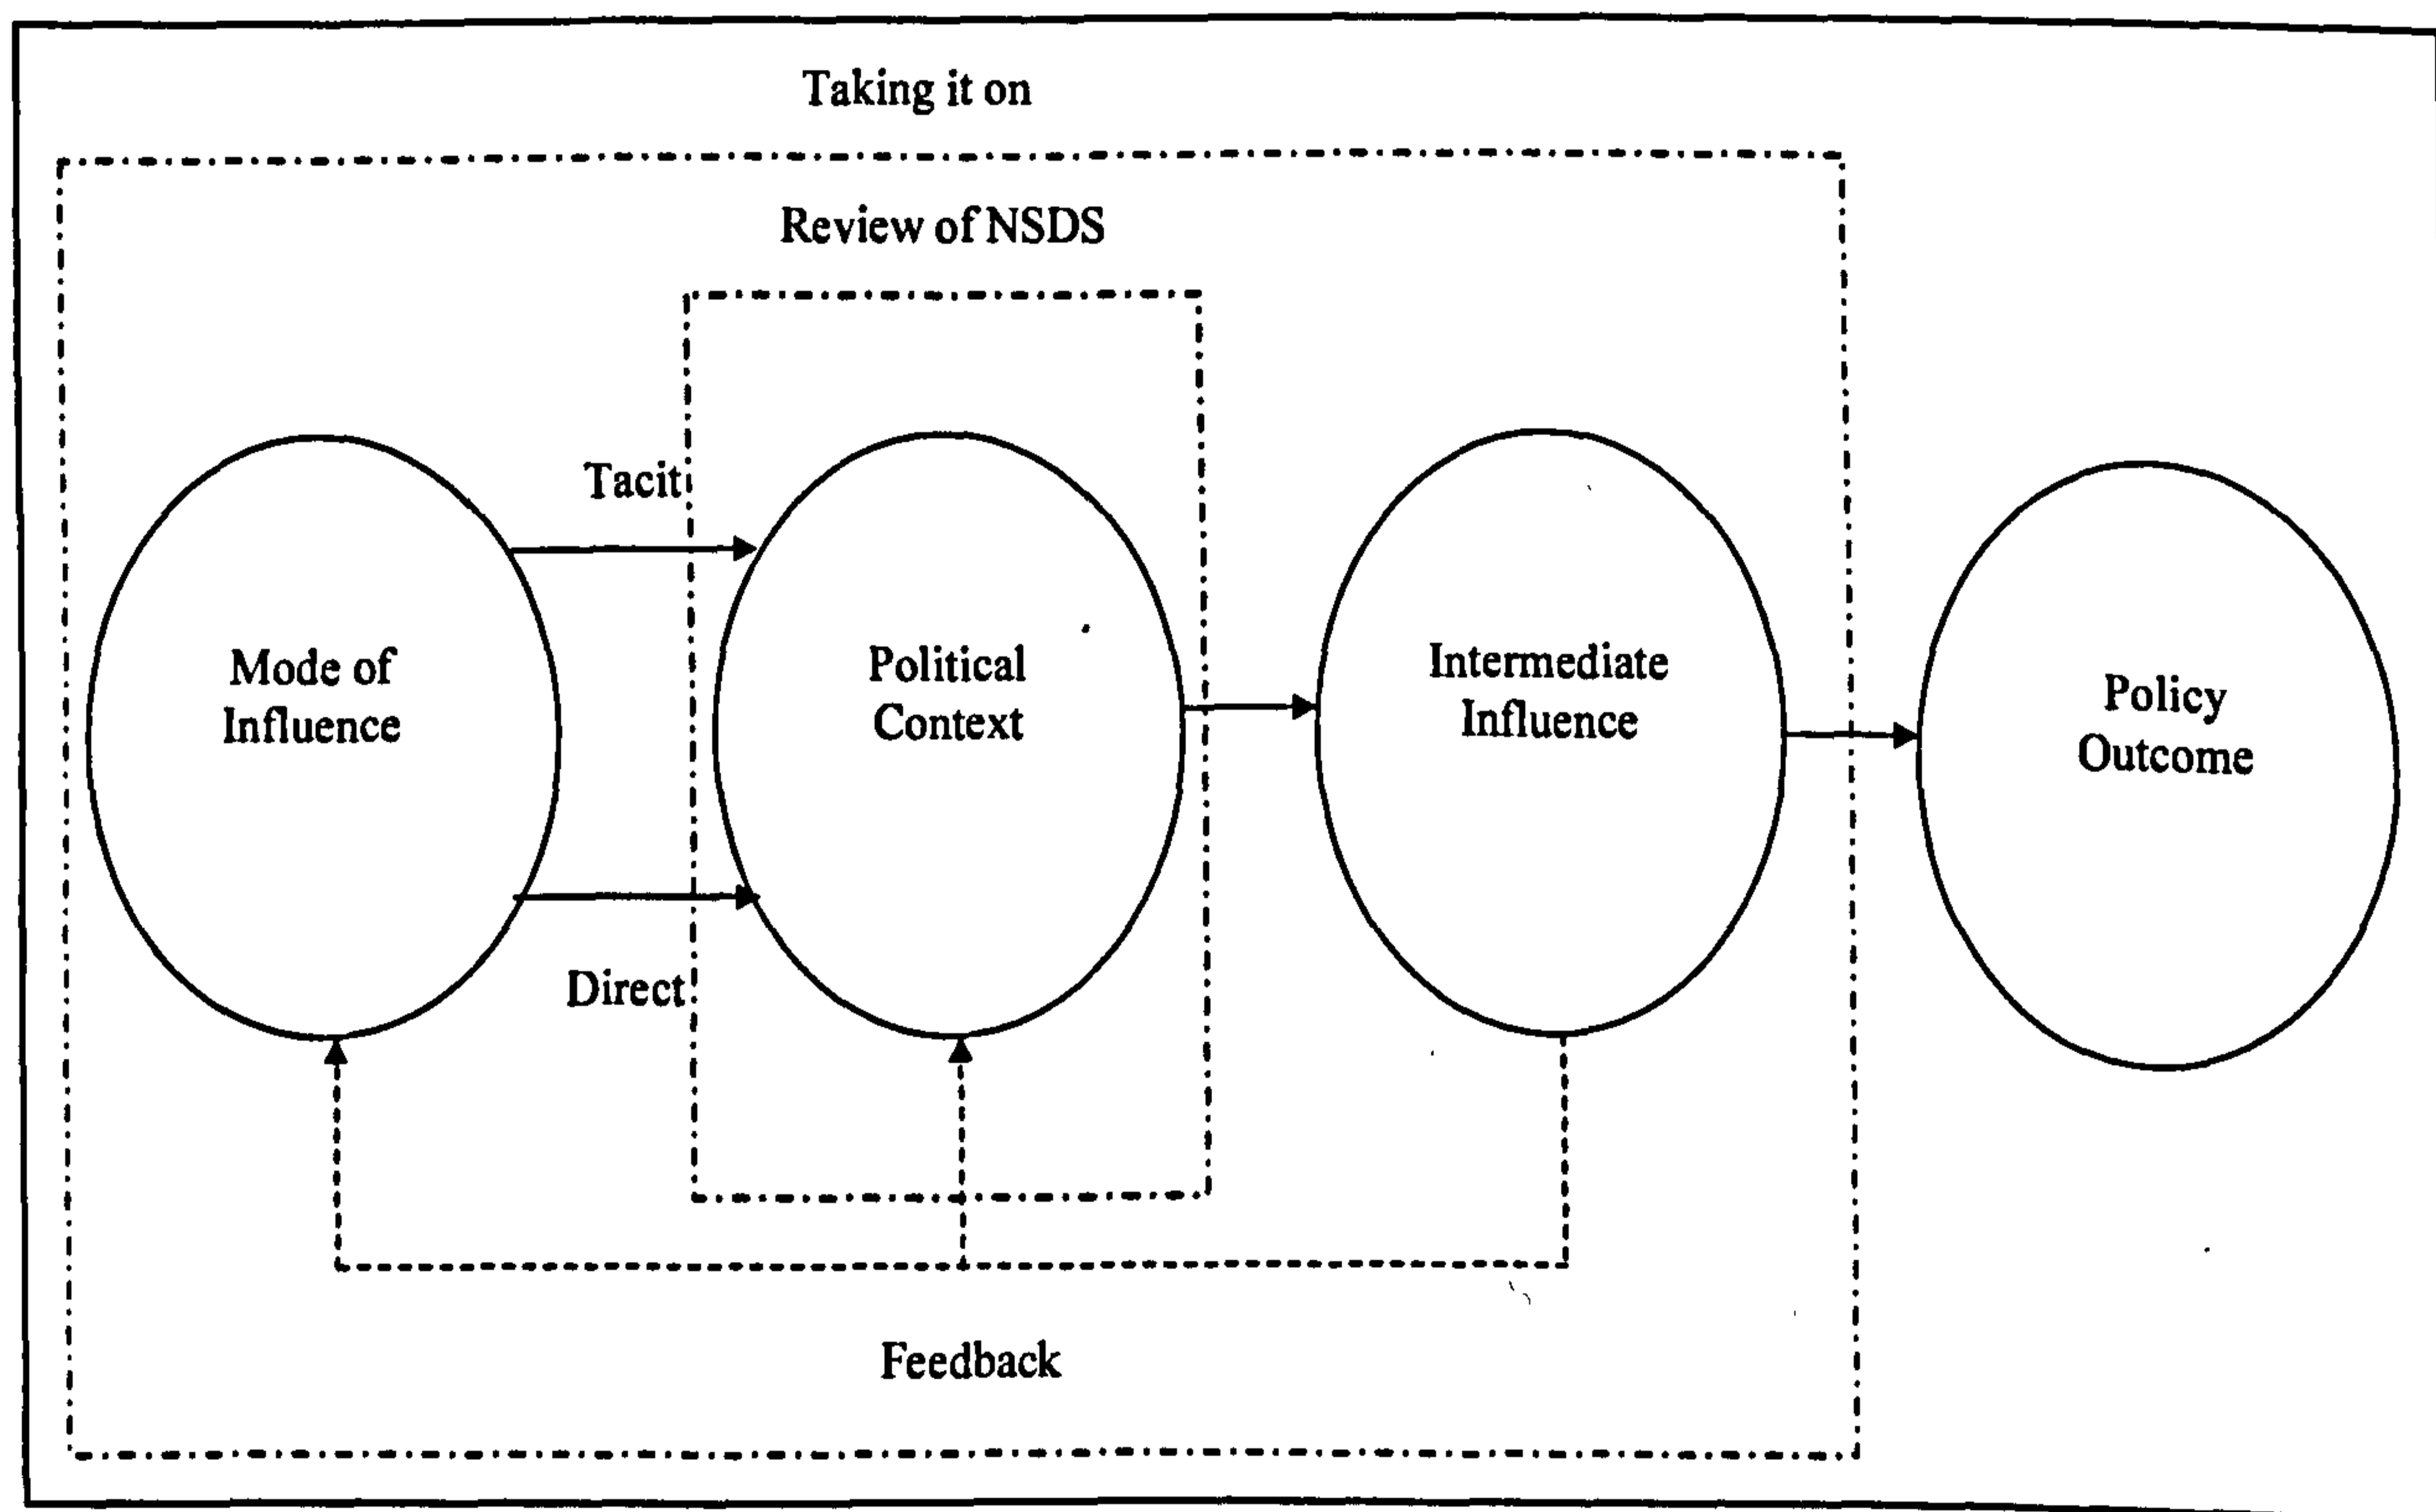 Taking it on
Review of NSDS
Tacit
Mode of
Influence
Political
Context
Intermediate
Influence
Policy
Outcome
Direct
Feedback